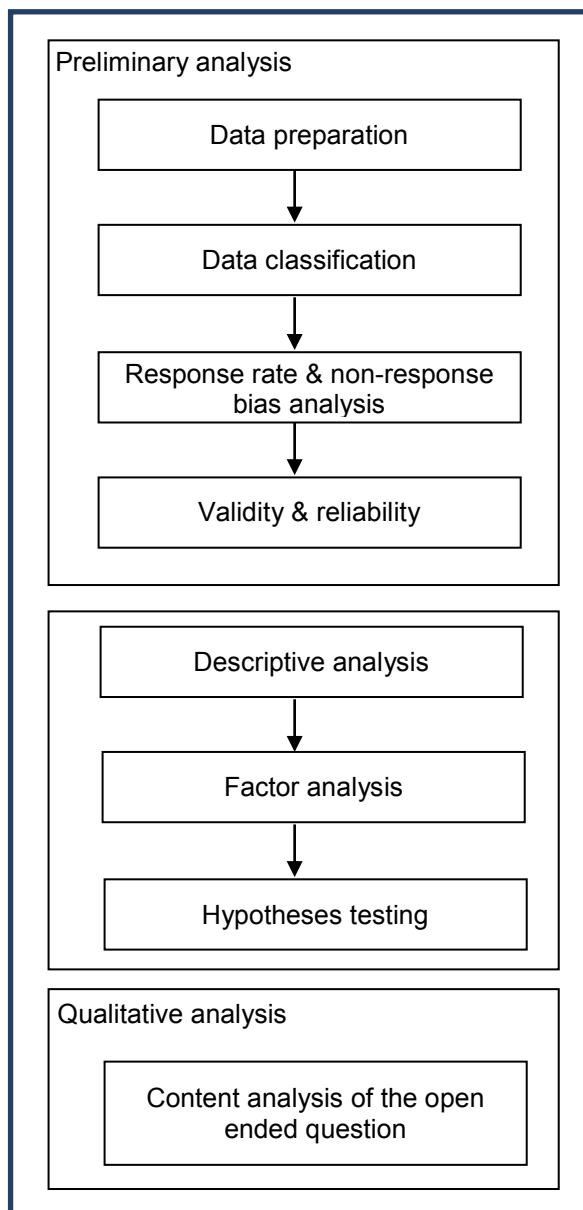 Preliminary analysis
Data preparation
Data classification
Response rate & non-response
bias analysis
Validity & reliability
Descriptive analysis
Factor analysis
Hypotheses testing
Qualitative analysis
Content analysis of the open
ended question